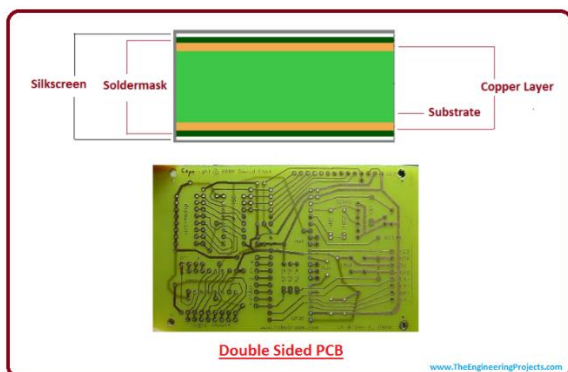 Silkscreen
Soldermask
Copper Layer
Substrate
Double Sided PCB
www.TheEngineeringProjects.com